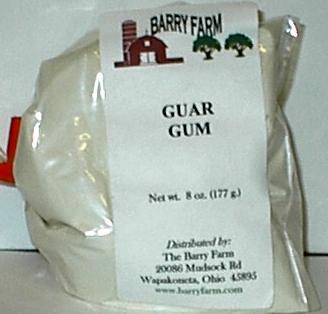 BARRY FARM
GUAR
GUM
Net wt. 8 oz. (177 g.)
Distributed by:
The Barry Farm
20086 Mudsock Rd
Wapakoneta, Ohio 45895
www.barryfarm.com